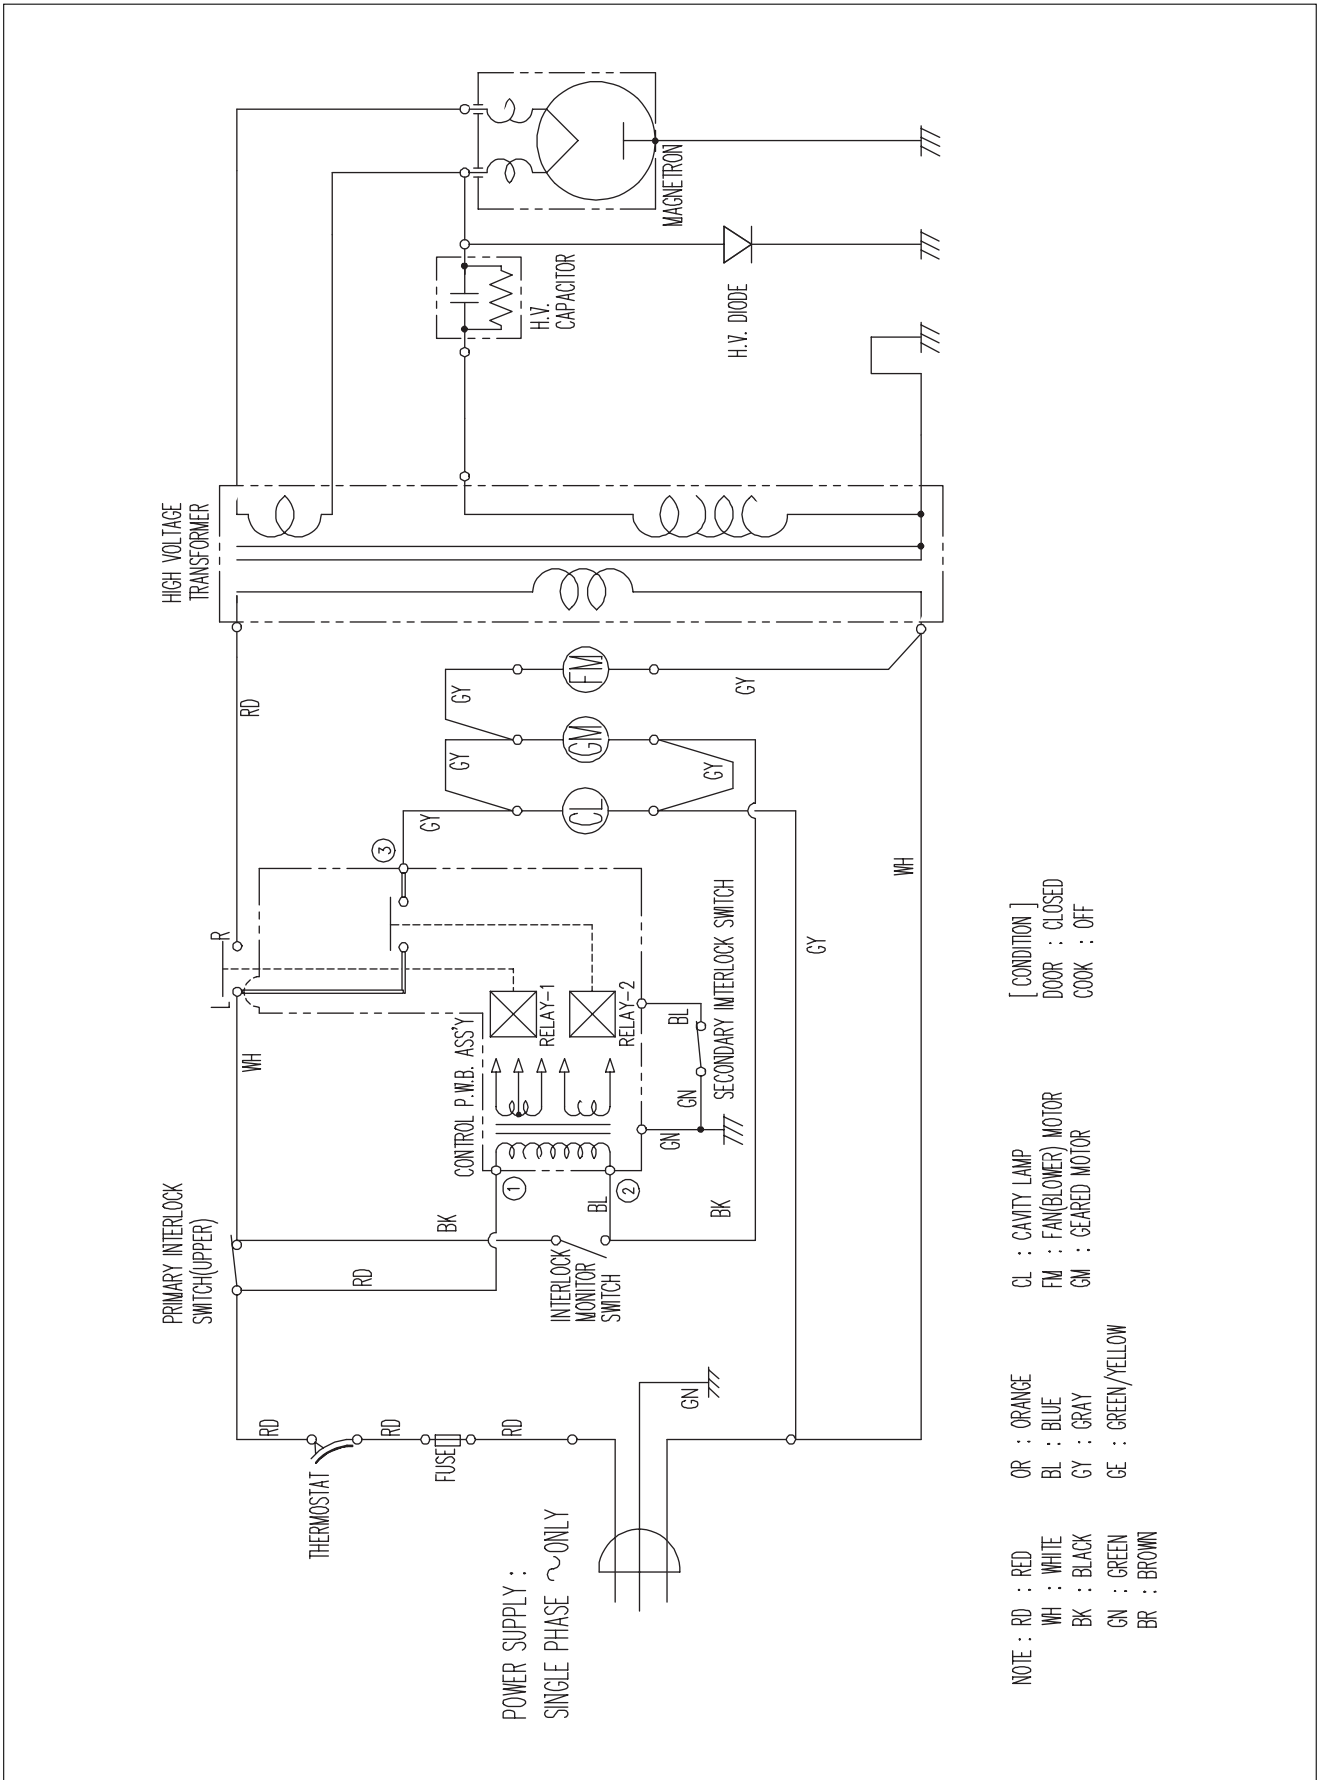 HIGH VOLTAGE
TRANSFORMER
MAGNETRON
H.V.
CAPACITOR
H.V. DIODE
PRIMARY INTERLOCK
SWITCH(UPPER)
RD
WH
L
R
RD
THERMOSTAT
RD
RD
FUSE
RD
BK
INTERLOCK
MONITOR
SWITCH
CONTROL P.W.B. ASS'Y
1
2
3
BL
RELAY-1
RELAY-2
GN
GN
BL
SECONDARY IMTERLOCK SWITCH
BK
GY
GY
GY
CL
GM
FM
GY
GY
GY
WH
GN
POWER SUPPLY :
SINGLE PHASE ～ONLY
NOTE : RD : RED
WH : WHITE
BK : BLACK
GN : GREEN
BR : BROWN
OR : ORANGE
BL : BLUE
GY : GRAY
GE : GREEN/YELLOW
CL : CAVITY LAMP
FM : FAN(BLOWER) MOTOR
GM : GEARED MOTOR
[ CONDITION ]
DOOR : CLOSED
COOK : OFF